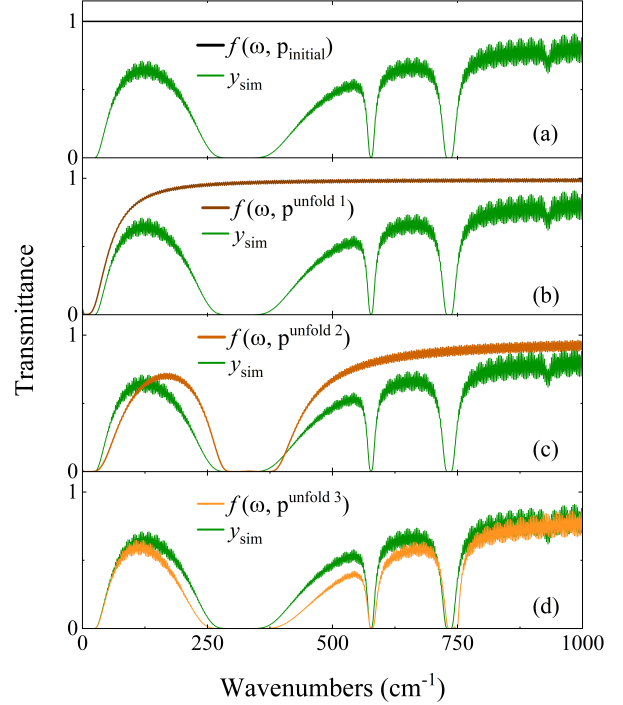 1
f(ω, p_initial)
y_sim
(a)
0
1
f(ω, p^unfold 1)
y_sim
(b)
0
1
f(ω, p^unfold 2)
y_sim
(c)
0
1
f(ω, p^unfold 3)
y_sim
(d)
0
0 250 500 750 1000
Wavenumbers (cm⁻¹)
Transmittance